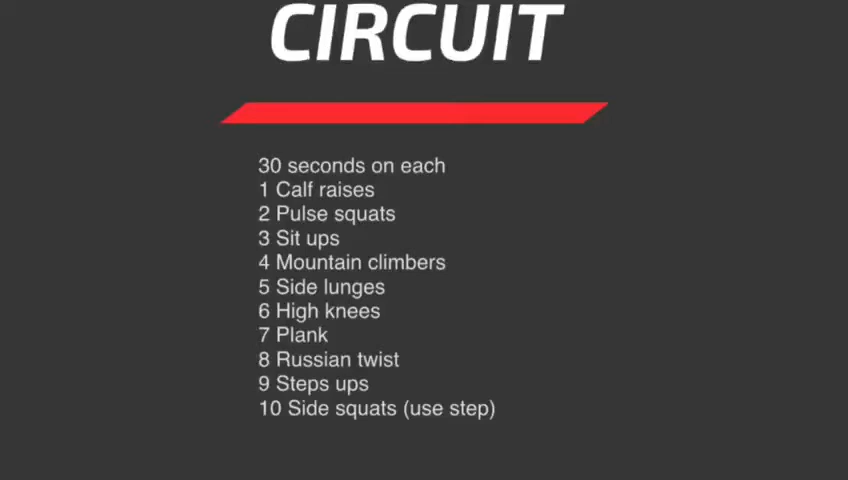 CIRCUIT
30 seconds on each
1 Calf raises
2 Pulse squats
3 Sit ups
4 Mountain climbers
5 Side lunges
6 High knees
7 Plank
8 Russian twist
9 Steps ups
10 Side squats (use step)